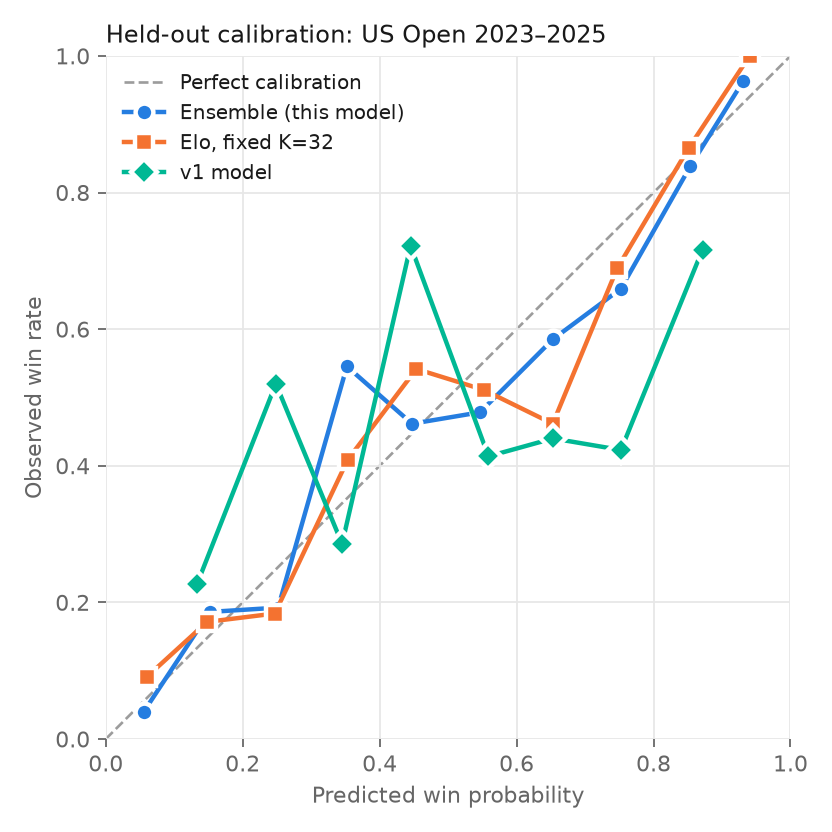 Held-out calibration: US Open 2023–2025
Perfect calibration
Ensemble (this model)
Elo, fixed K=32
v1 model
Observed win rate
1.0
0.8
0.6
0.4
0.2
0.0
0.0 0.2 0.4 0.6 0.8 1.0
Predicted win probability